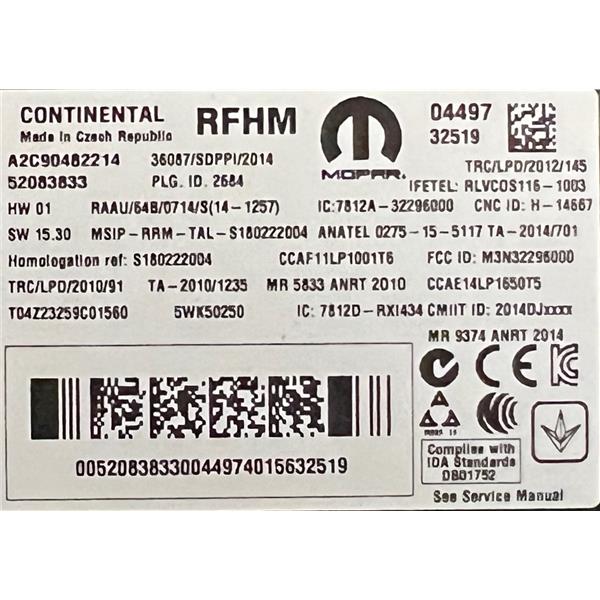 CONTINENTAL RFHM 04497
Made in Czech Republic 32519
A2C90482214 36087/SDPPI/2014 MOPAR. TRC/LPD/2012/145
52083833 PLG. ID. 2684 IFETEL: RLVCOS116-1003
HW 01 RAAU/64B/0714/S(14-1257) IC:7812A-32296000 CNC ID: H-14667
SW 15.30 MSIP-RRM-TAL-S180222004 ANATEL 0275-15-5117 TA-2014/701
Homologation ref: S180222004 CCAF11LP1001T6 FCC ID: M3N32296000
TRC/LPD/2010/91 TA-2010/1235 MR 5833 ANRT 2010 CCAE14LP1650T5
T04Z23259C01560 5WK50250 IC: 7812D-RXI434 CMIIT ID: 2014DJxxxx
MR 9374 ANRT 2014
CE
Complies with
IDA Standards
DB01752
00520838330044974015632519
See Service Manual